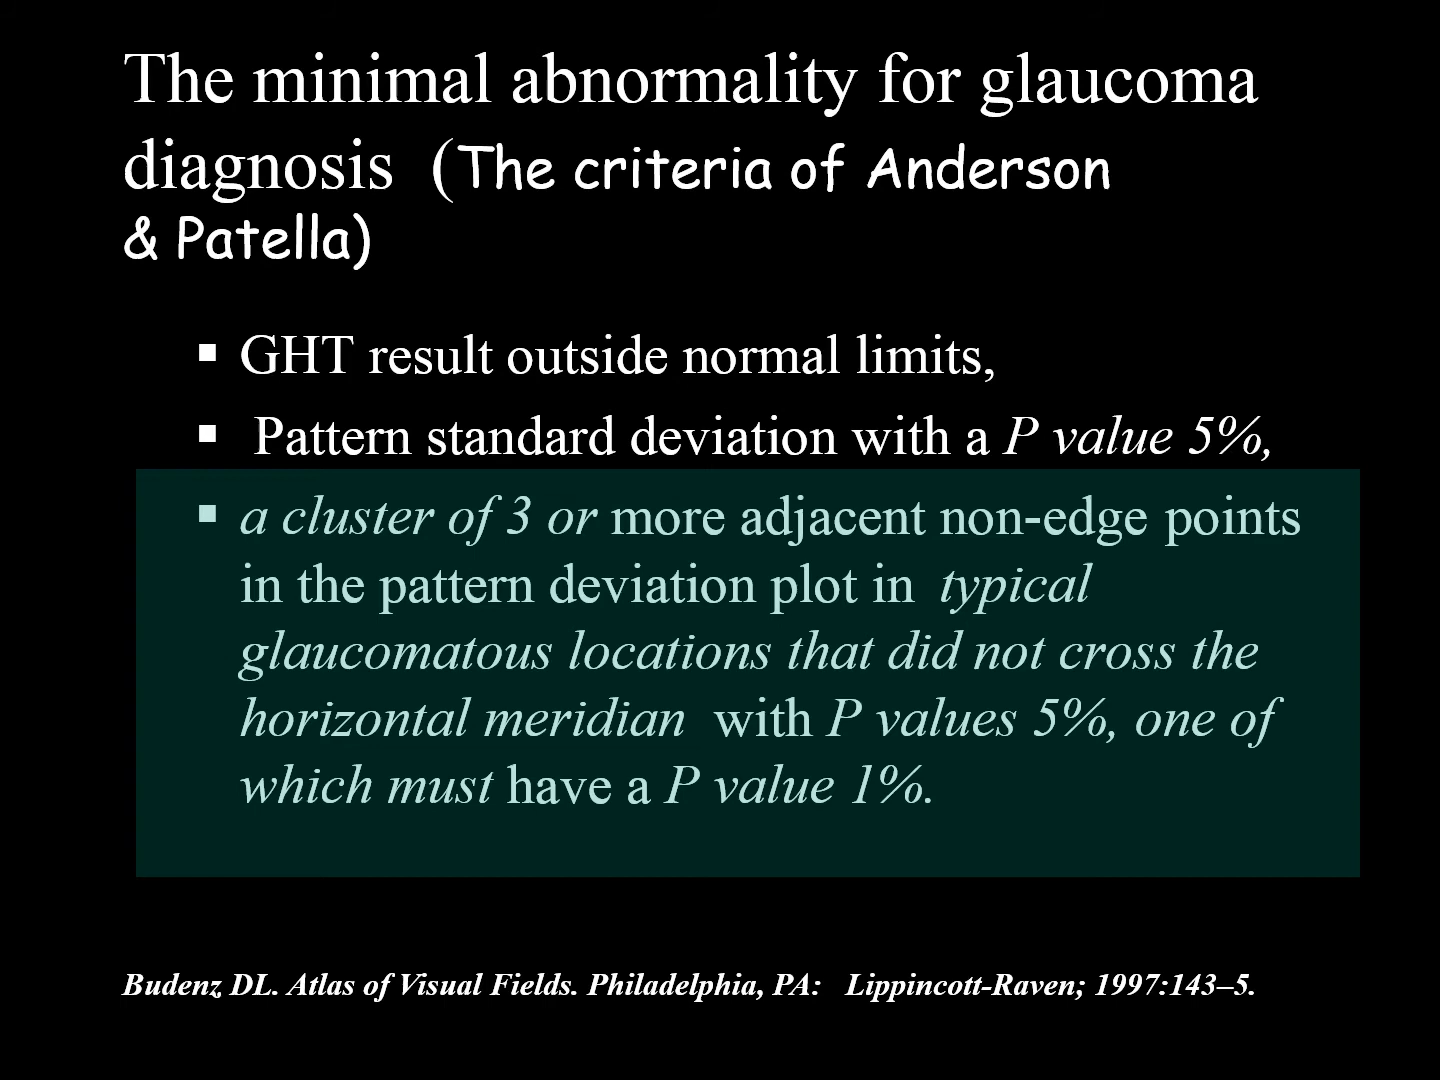 The minimal abnormality for glaucoma
diagnosis (The criteria of Anderson
& Patella)
▪ GHT result outside normal limits,
▪ Pattern standard deviation with a P value 5%,
▪ a cluster of 3 or more adjacent non-edge points
in the pattern deviation plot in typical
glaucomatous locations that did not cross the
horizontal meridian with P values 5%, one of
which must have a P value 1%.
Budenz DL. Atlas of Visual Fields. Philadelphia, PA: Lippincott-Raven; 1997:143–5.